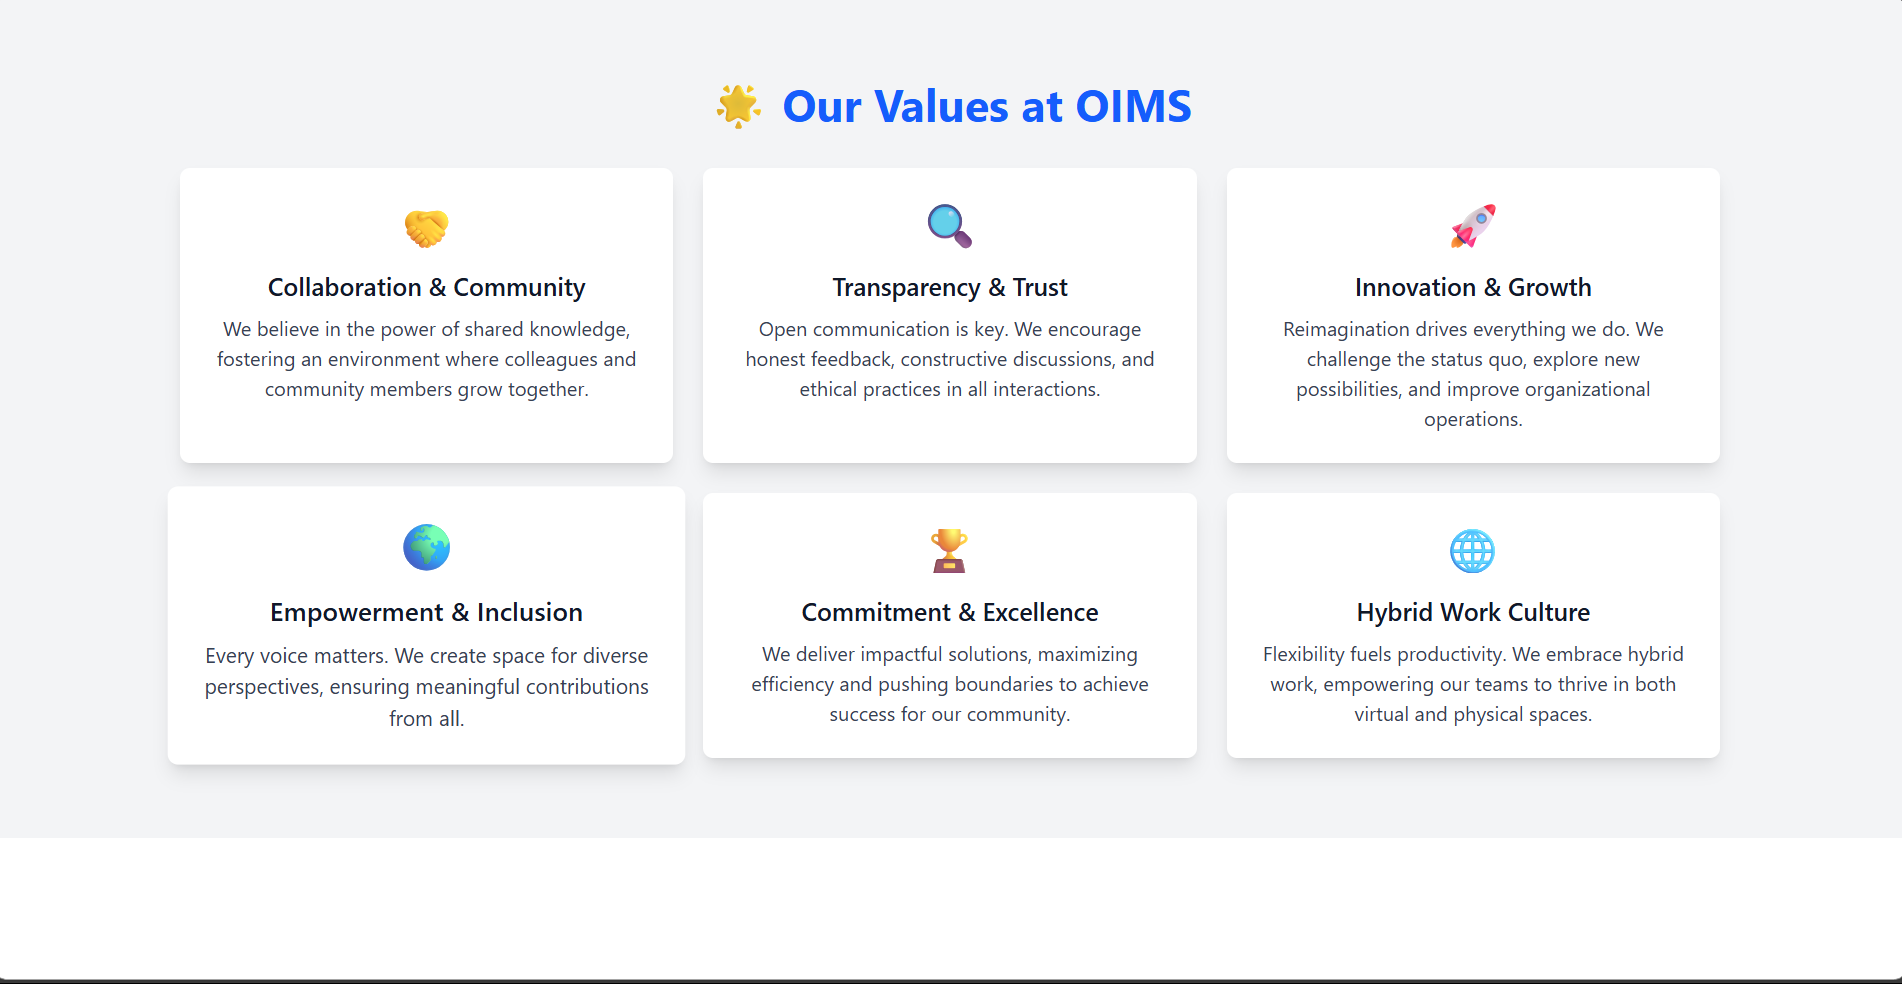 🌟 Our Values at OIMS
🤝
Collaboration & Community
We believe in the power of shared knowledge,
fostering an environment where colleagues and
community members grow together.
🔍
Transparency & Trust
Open communication is key. We encourage
honest feedback, constructive discussions, and
ethical practices in all interactions.
🚀
Innovation & Growth
Reimagination drives everything we do. We
challenge the status quo, explore new
possibilities, and improve organizational
operations.
🌍
Empowerment & Inclusion
Every voice matters. We create space for diverse
perspectives, ensuring meaningful contributions
from all.
🏆
Commitment & Excellence
We deliver impactful solutions, maximizing
efficiency and pushing boundaries to achieve
success for our community.
🌐
Hybrid Work Culture
Flexibility fuels productivity. We embrace hybrid
work, empowering our teams to thrive in both
virtual and physical spaces.